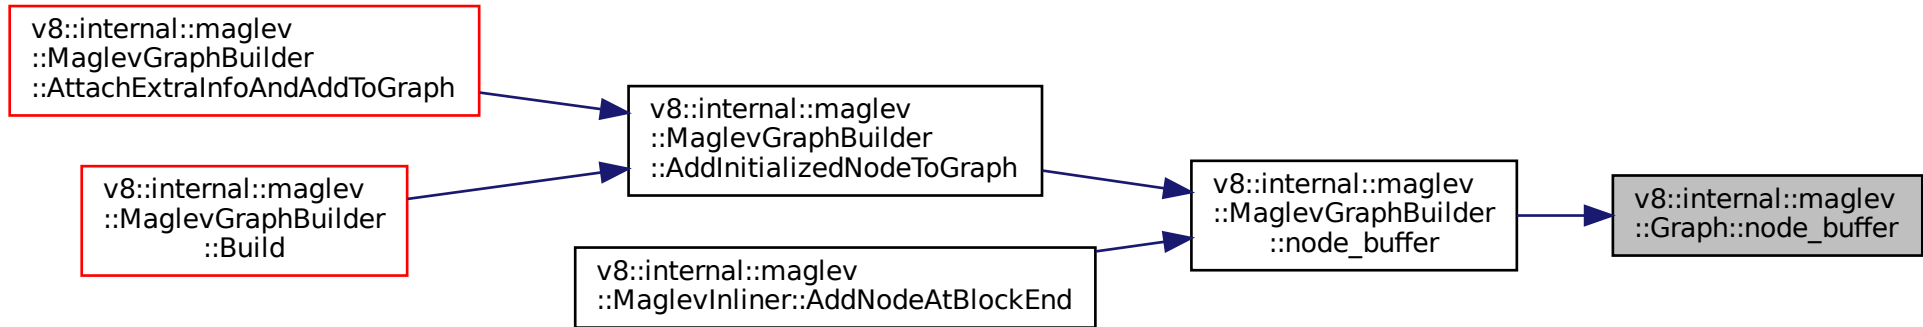 v8::internal::maglev
::MaglevGraphBuilder
::AttachExtraInfoAndAddToGraph
v8::internal::maglev
::MaglevGraphBuilder
::Build
v8::internal::maglev
::MaglevGraphBuilder
::AddInitializedNodeToGraph
v8::internal::maglev
::MaglevInliner::AddNodeAtBlockEnd
v8::internal::maglev
::MaglevGraphBuilder
::node_buffer
v8::internal::maglev
::Graph::node_buffer